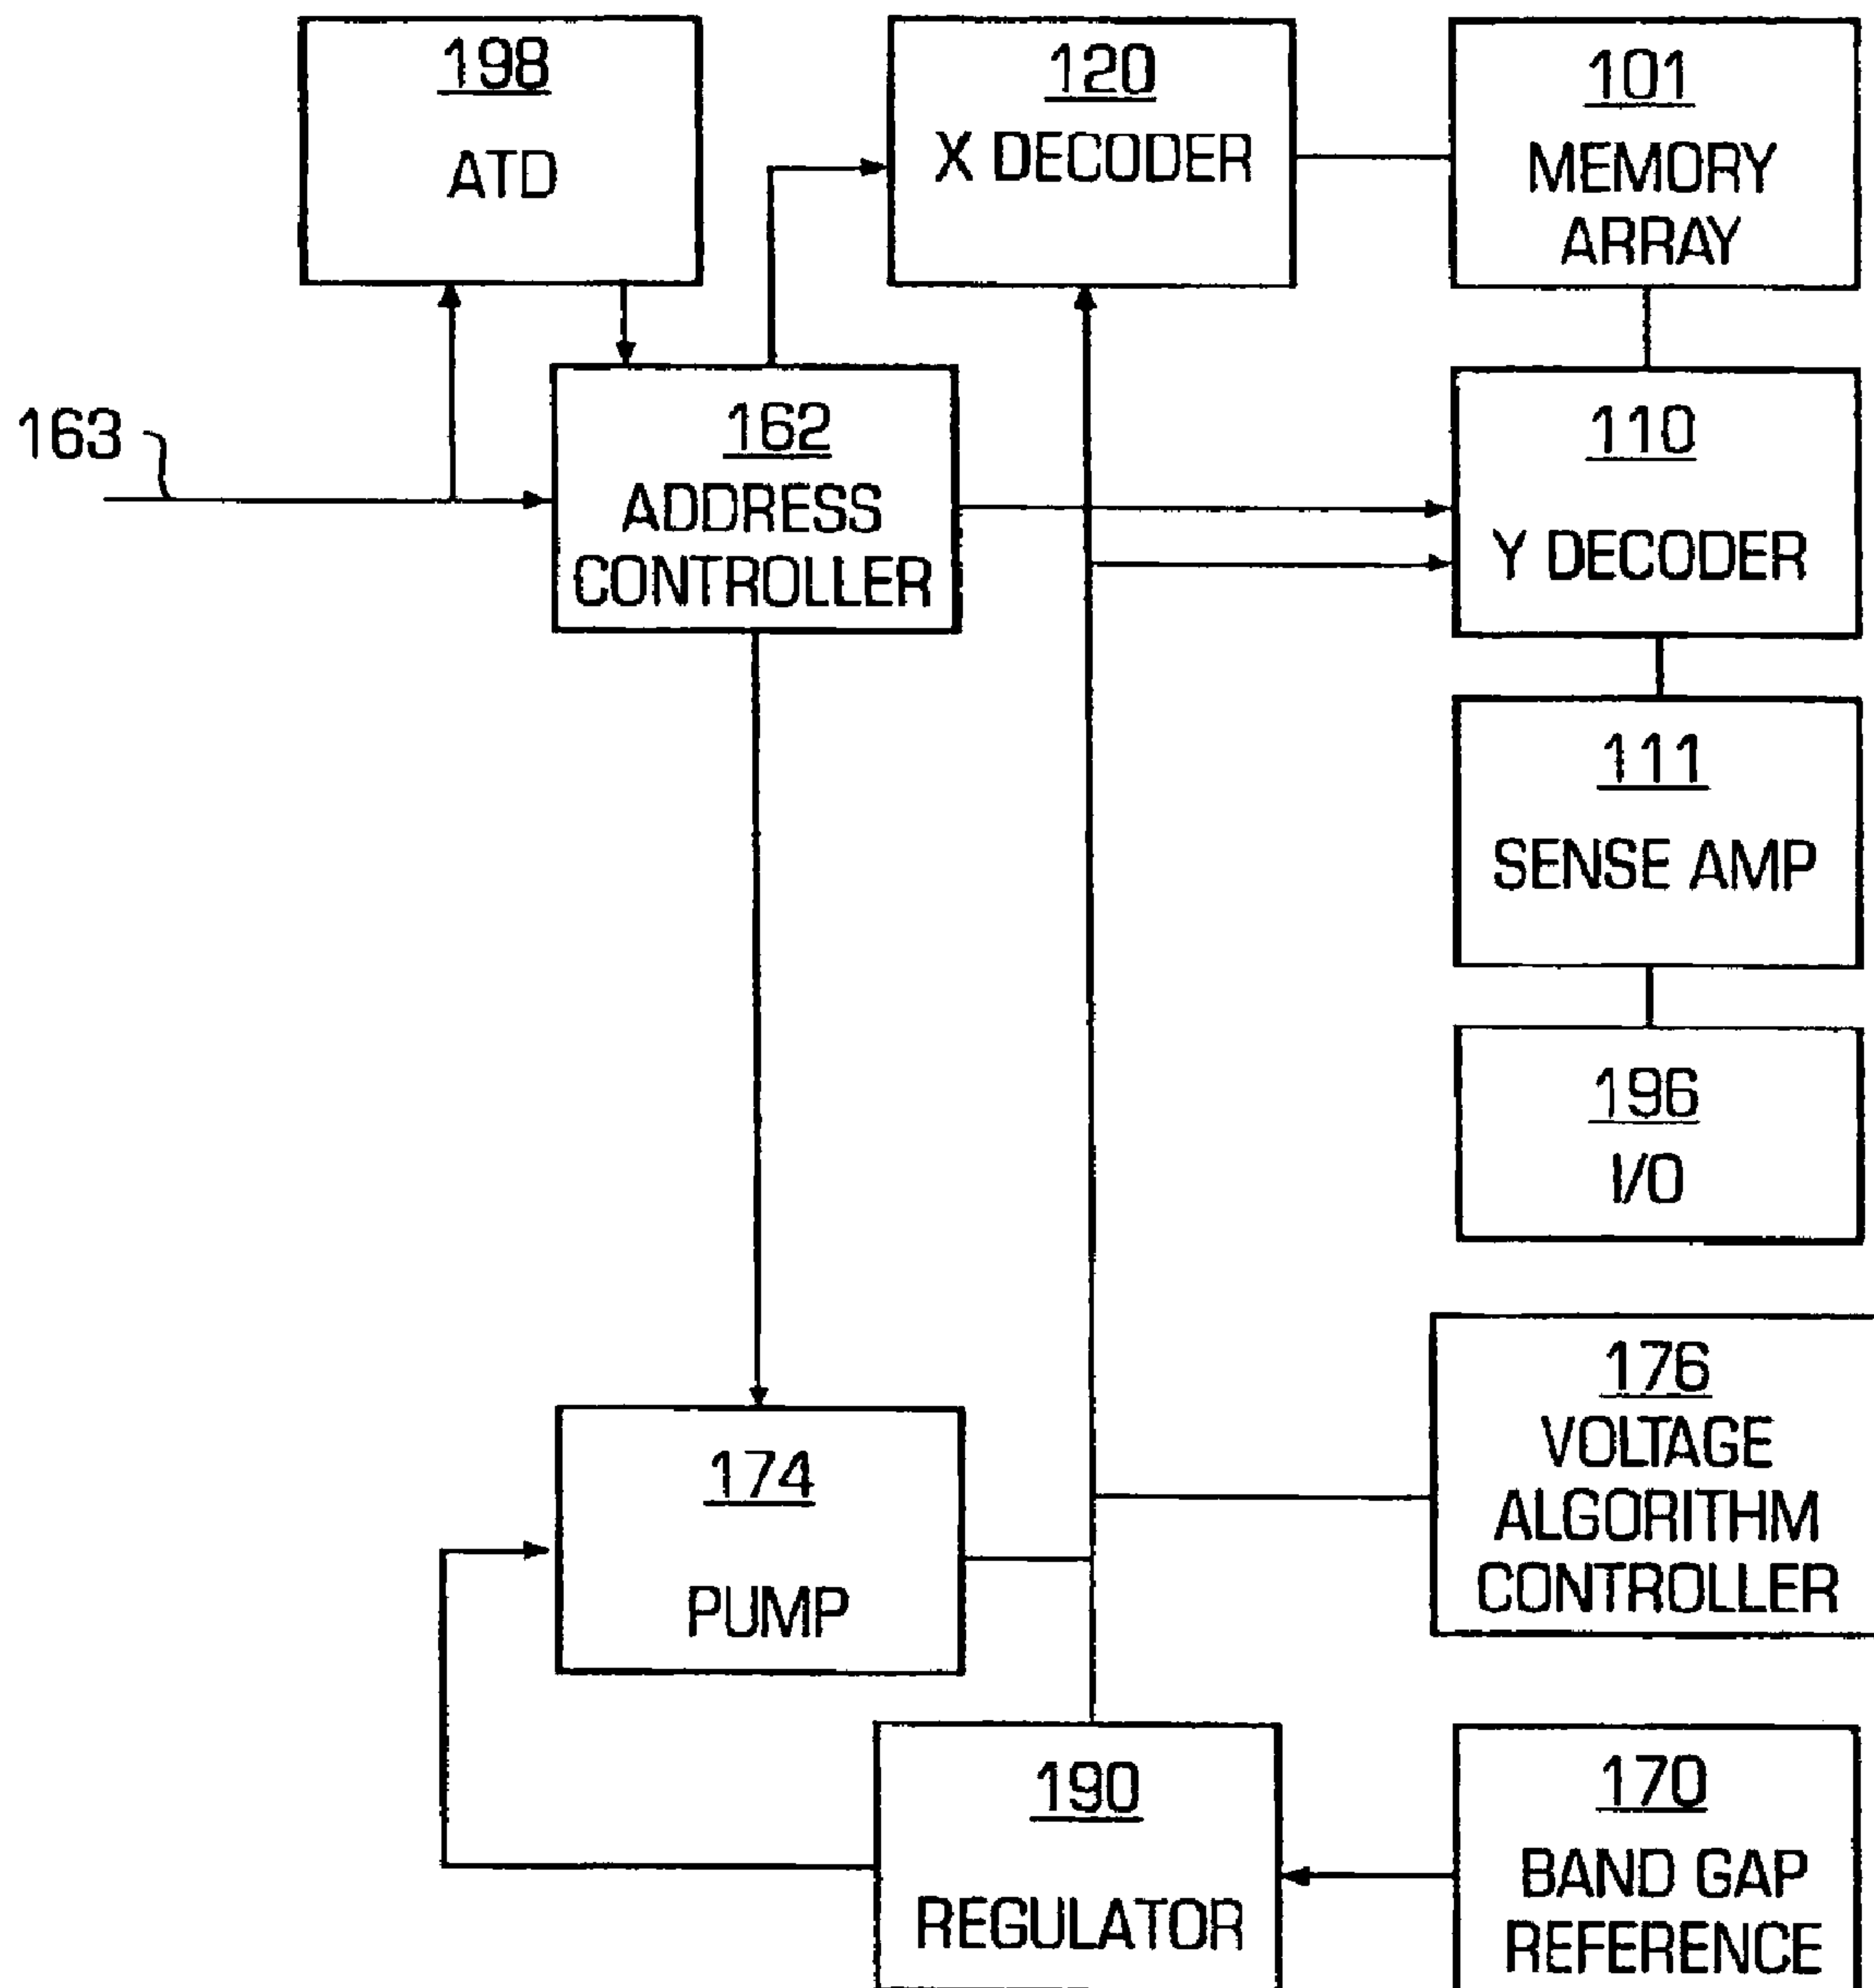 198
ATD
120
X DECODER
101
MEMORY
ARRAY
163
162
ADDRESS
CONTROLLER
110
Y DECODER
111
SENSE AMP
196
I/O
176
VOLTAGE
ALGORITHM
CONTROLLER
174
PUMP
190
REGULATOR
170
BAND GAP
REFERENCE